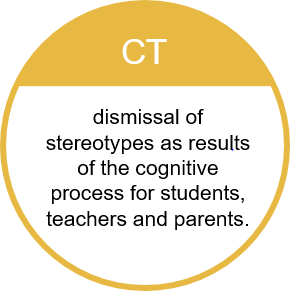 CT
dismissal of
stereotypes as results
of the cognitive
process for students,
teachers and parents.